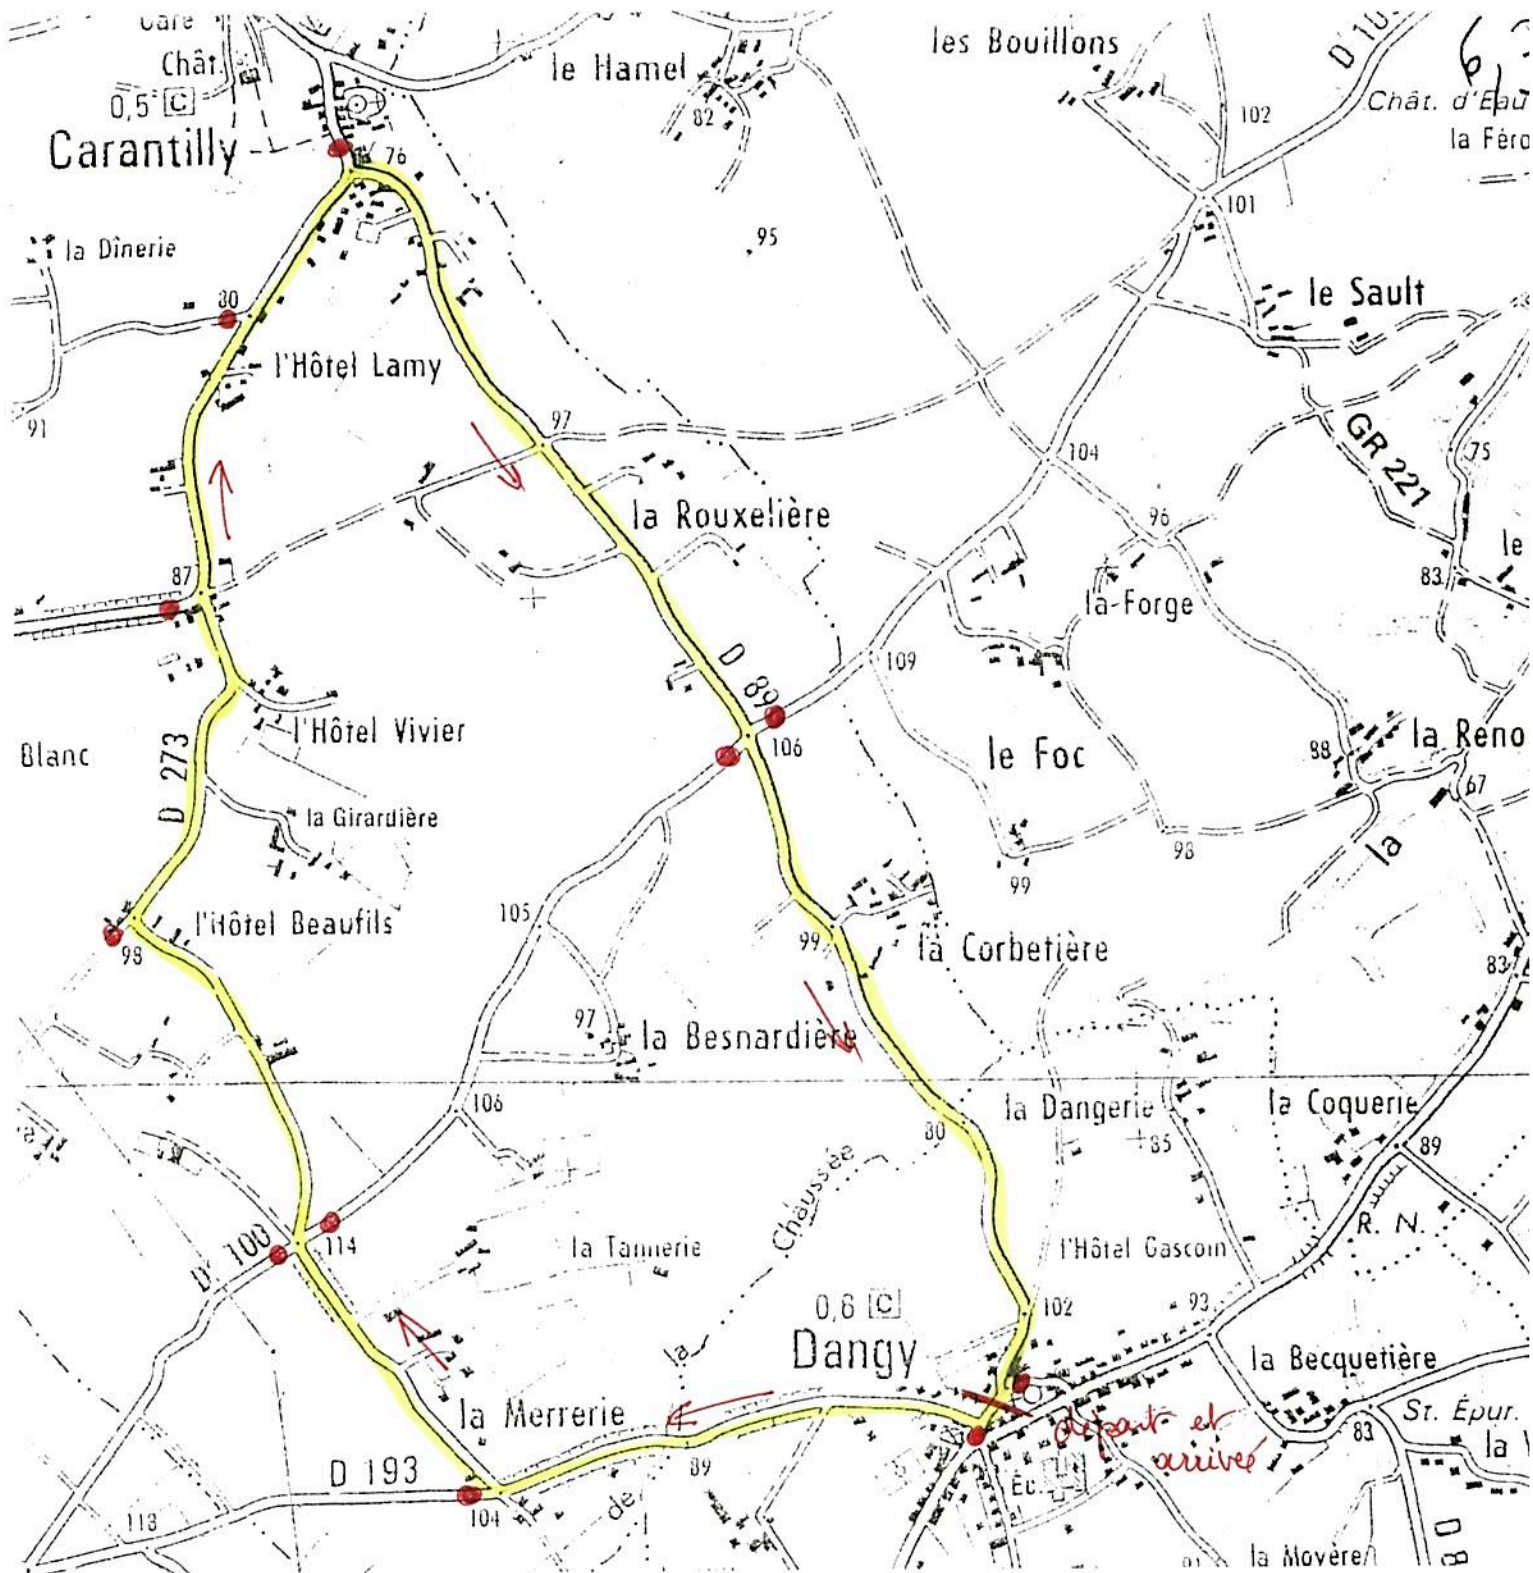 Chât.
le Hamel
les Bouillons
0,5 C
82
102
Chât. d'Eau
Carantilly
76
101
la Dînerie
95
80
le Sault
l'Hôtel Lamy
91
97
104
GR 221
75
la Rouxelière
96
le
87
83
la-Forge
D 89
109
l'Hôtel Vivier
106
le Foc
88
la Reno
Blanc
D 273
67
la Girardière
98
la
99
105
l'Hôtel Beaufils
99
la Corbetière
98
83
97
la Besnardière
106
80
la Dangerie
la Coquerie
85
89
Chaussée
R. N.
114
la Tannerie
l'Hôtel Gascoin
D 100
0,6 C
102
93
Dangy
la
la Becquetière
la Merrerie
départ et
arrivée
St. Épur.
83
la
D 193
89
Éc.
104
de
118
91
la Movère
D 8